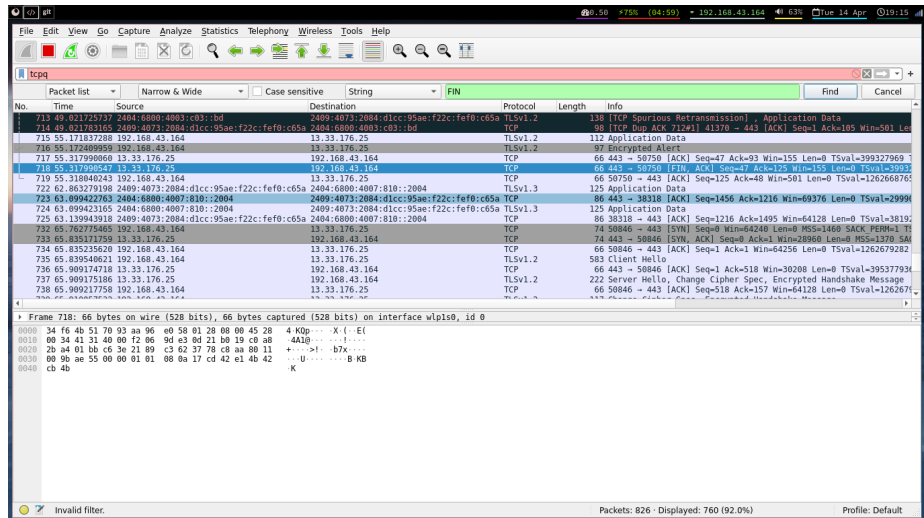 git 0.50 75% (04:59) 192.168.43.164 63% Tue 14 Apr 19:15
File Edit View Go Capture Analyze Statistics Telephony Wireless Tools Help
tcpq
Packet list Narrow & Wide Case sensitive String FIN Find Cancel
No. Time Source Destination Protocol Length Info
713 49.021725737 2404:6800:4003:c03::bd 2409:4073:2084:d1cc:95ae:f22c:fef0:c65a TLSv1.2 138 [TCP Spurious Retransmission] , Application Data
714 49.021783165 2409:4073:2084:d1cc:95ae:f22c:fef0:c65a 2404:6800:4003:c03::bd TCP 98 [TCP Dup ACK 712#1] 41370 → 443 [ACK] Seq=1 Ack=105 Win=501 Len
715 55.171837288 192.168.43.164 13.33.176.25 TLSv1.2 112 Application Data
716 55.172409959 192.168.43.164 13.33.176.25 TLSv1.2 97 Encrypted Alert
717 55.317990060 13.33.176.25 192.168.43.164 TCP 66 443 → 50750 [ACK] Seq=47 Ack=93 Win=155 Len=0 TSval=399327969 T
718 55.317990547 13.33.176.25 192.168.43.164 TCP 66 443 → 50750 [FIN, ACK] Seq=47 Ack=125 Win=155 Len=0 TSval=3993
719 55.318040243 192.168.43.164 13.33.176.25 TCP 66 50750 → 443 [ACK] Seq=125 Ack=48 Win=501 Len=0 TSval=1262668765
722 62.863279198 2409:4073:2084:d1cc:95ae:f22c:fef0:c65a 2404:6800:4007:810::2004 TLSv1.3 125 Application Data
723 63.099422763 2404:6800:4007:810::2004 2409:4073:2084:d1cc:95ae:f22c:fef0:c65a TCP 86 443 → 38318 [ACK] Seq=1456 Ack=1216 Win=69376 Len=0 TSval=29990
724 63.099423165 2404:6800:4007:810::2004 2409:4073:2084:d1cc:95ae:f22c:fef0:c65a TLSv1.3 125 Application Data
725 63.139943918 2409:4073:2084:d1cc:95ae:f22c:fef0:c65a 2404:6800:4007:810::2004 TCP 86 38318 → 443 [ACK] Seq=1216 Ack=1495 Win=64128 Len=0 TSval=38192
732 65.762775465 192.168.43.164 13.33.176.25 TCP 74 50846 → 443 [SYN] Seq=0 Win=64240 Len=0 MSS=1460 SACK_PERM=1 TS
733 65.835171759 13.33.176.25 192.168.43.164 TCP 74 443 → 50846 [SYN, ACK] Seq=0 Ack=1 Win=28960 Len=0 MSS=1370 SA
734 65.835235620 192.168.43.164 13.33.176.25 TCP 66 50846 → 443 [ACK] Seq=1 Ack=1 Win=64256 Len=0 TSval=1262679282
735 65.839540621 192.168.43.164 13.33.176.25 TLSv1.2 583 Client Hello
736 65.909174718 13.33.176.25 192.168.43.164 TCP 66 443 → 50846 [ACK] Seq=1 Ack=518 Win=30208 Len=0 TSval=395377936
737 65.909175186 13.33.176.25 192.168.43.164 TLSv1.2 222 Server Hello, Change Cipher Spec, Encrypted Handshake Message
738 65.909217758 192.168.43.164 13.33.176.25 TCP 66 50846 → 443 [ACK] Seq=518 Ack=157 Win=64128 Len=0 TSval=1262679
Frame 718: 66 bytes on wire (528 bits), 66 bytes captured (528 bits) on interface wlp1s0, id 0
0000 34 f6 4b 51 70 93 aa 96 e0 58 01 28 08 00 45 28 4·KQp··· ·X·(··E(
0010 00 34 41 31 40 00 f2 06 9d e3 0d 21 b0 19 c0 a8 ·4A1@··· ···!····
0020 2b a4 01 bb c6 3e 21 89 c3 62 37 78 c8 aa 80 11 +····>!· ·b7x····
0030 00 9b ae 55 00 00 01 01 08 0a 17 cd 42 e1 4b 42 ···U···· ····B·KB
0040 cb 4b ·K
Invalid filter. Packets: 826 · Displayed: 760 (92.0%) Profile: Default